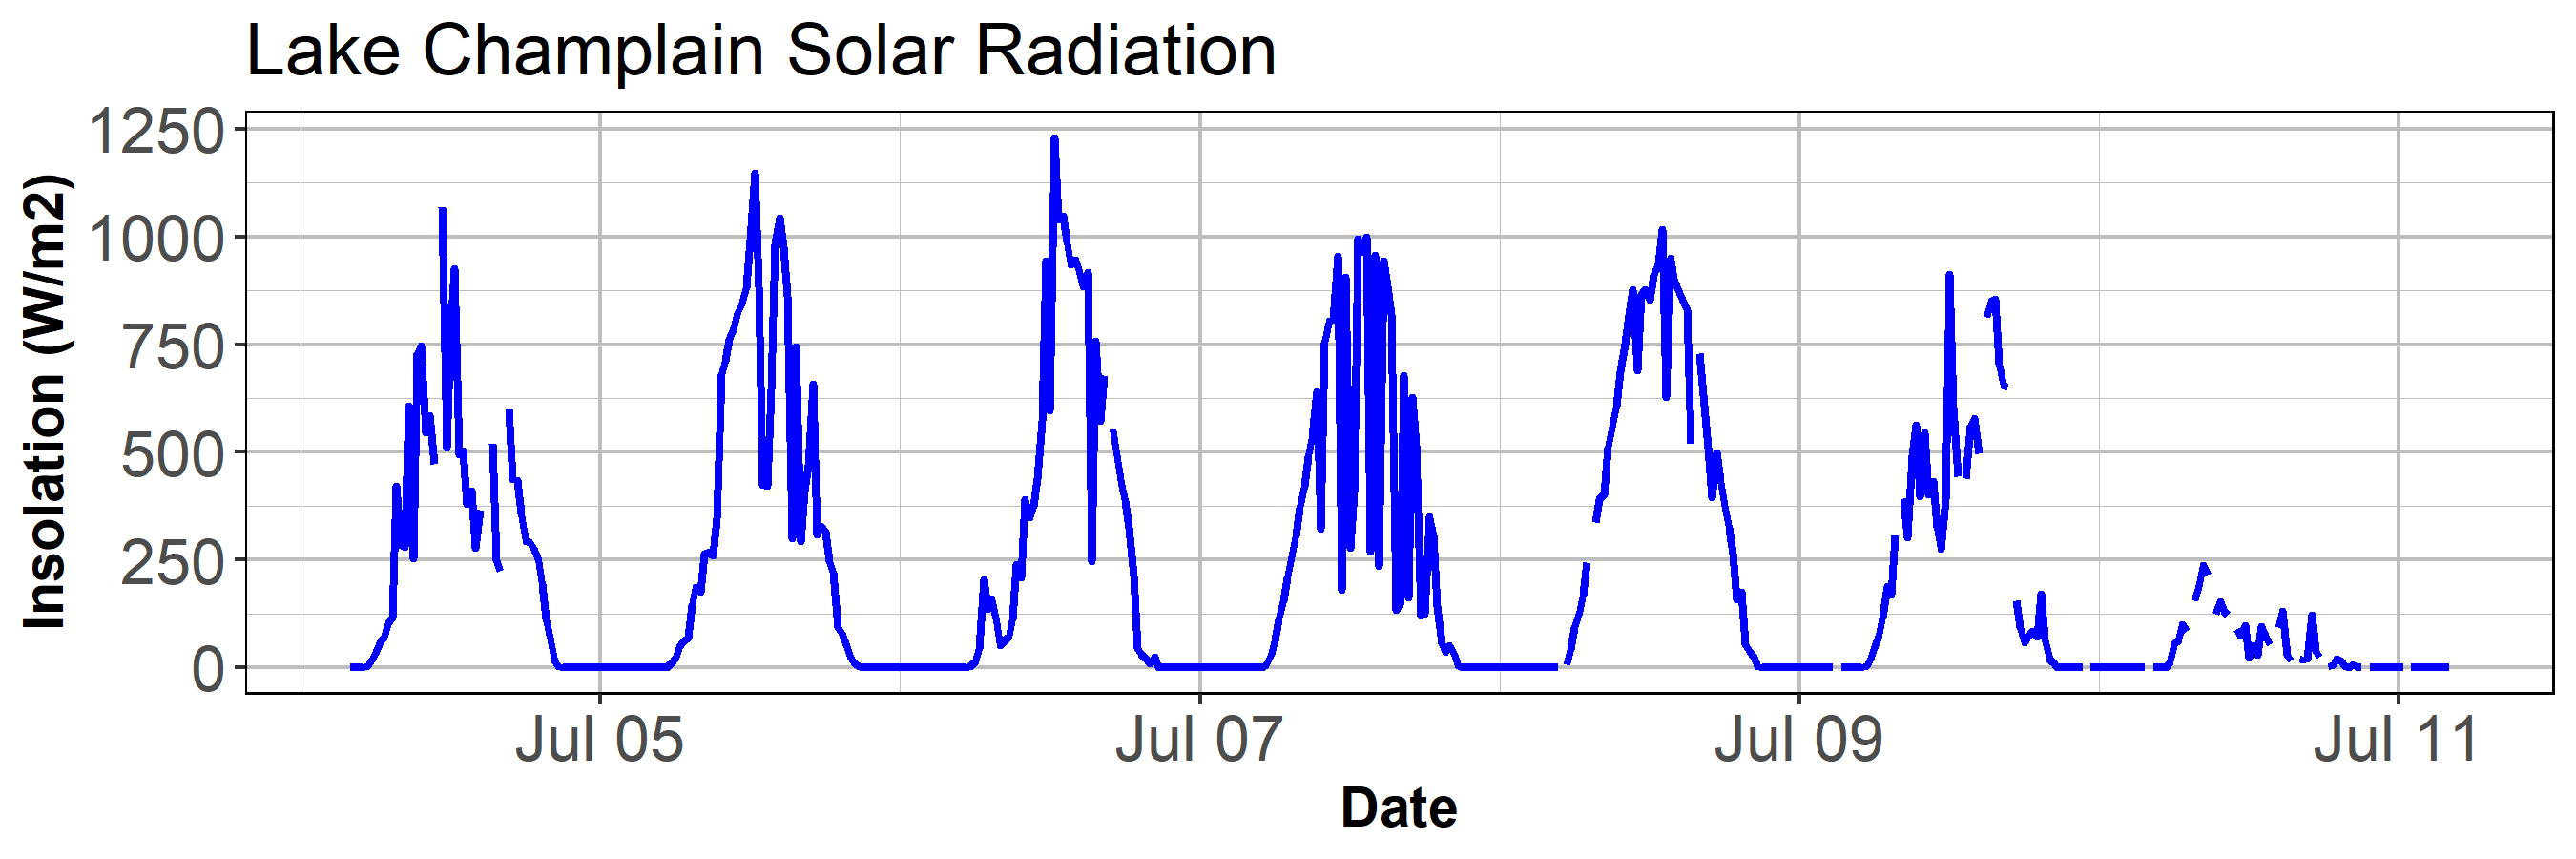 Lake Champlain Solar Radiation
Insolation (W/m2)
1250
1000
750
500
250
0
Jul 05
Jul 07
Jul 09
Jul 11
Date